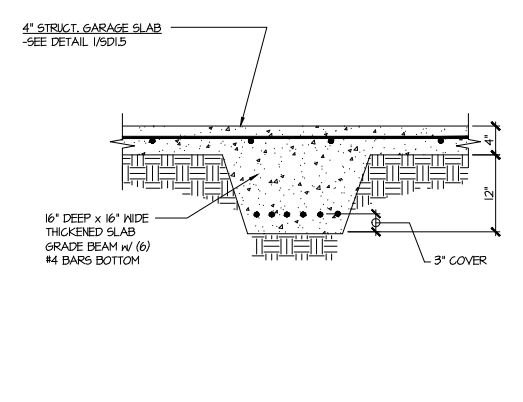 4" STRUCT. GARAGE SLAB
-SEE DETAIL 1/SD1.5
4"
12"
16" DEEP x 16" WIDE
THICKENED SLAB
GRADE BEAM w/ (6)
#4 BARS BOTTOM
3" COVER